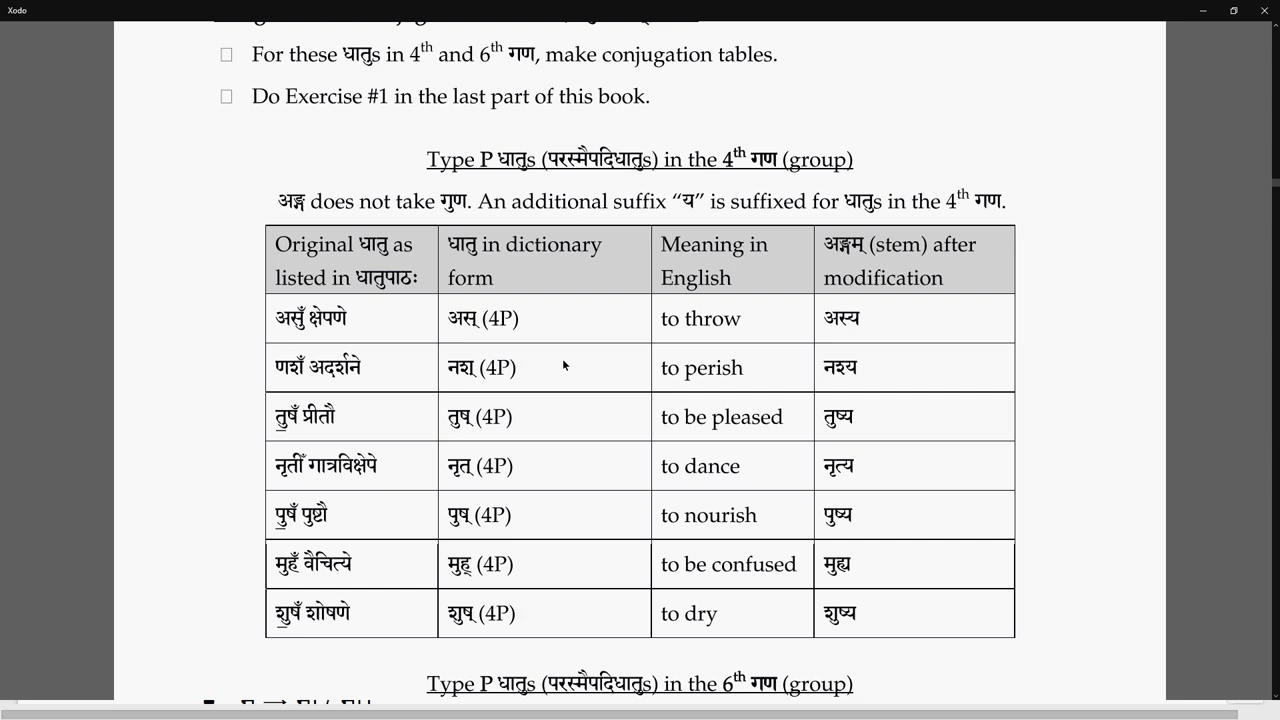 Xodo
For these धातुs in 4th and 6th गण, make conjugation tables.
Do Exercise #1 in the last part of this book.
Type P धातुs (परस्मैपदिधातुs) in the 4th गण (group)
अङ्ग does not take गुण. An additional suffix “य” is suffixed for धातुs in the 4th गण.
Original धातु as listed in धातुपाठः | धातु in dictionary form | Meaning in English | अङ्गम् (stem) after modification
असुँ क्षेपणे | अस् (4P) | to throw | अस्य
णशँ अदर्शने | नश् (4P) | to perish | नश्य
तु॒षँ प्रीतौ | तुष् (4P) | to be pleased | तुष्य
नृतीँ गात्रविक्षेपे | नृत् (4P) | to dance | नृत्य
पु॒षँ पुष्टौ | पुष् (4P) | to nourish | पुष्य
मुहँ वैचित्ये | मुह् (4P) | to be confused | मुह्य
शु॒षँ शोषणे | शुष् (4P) | to dry | शुष्य
Type P धातुs (परस्मैपदिधातुs) in the 6th गण (group)